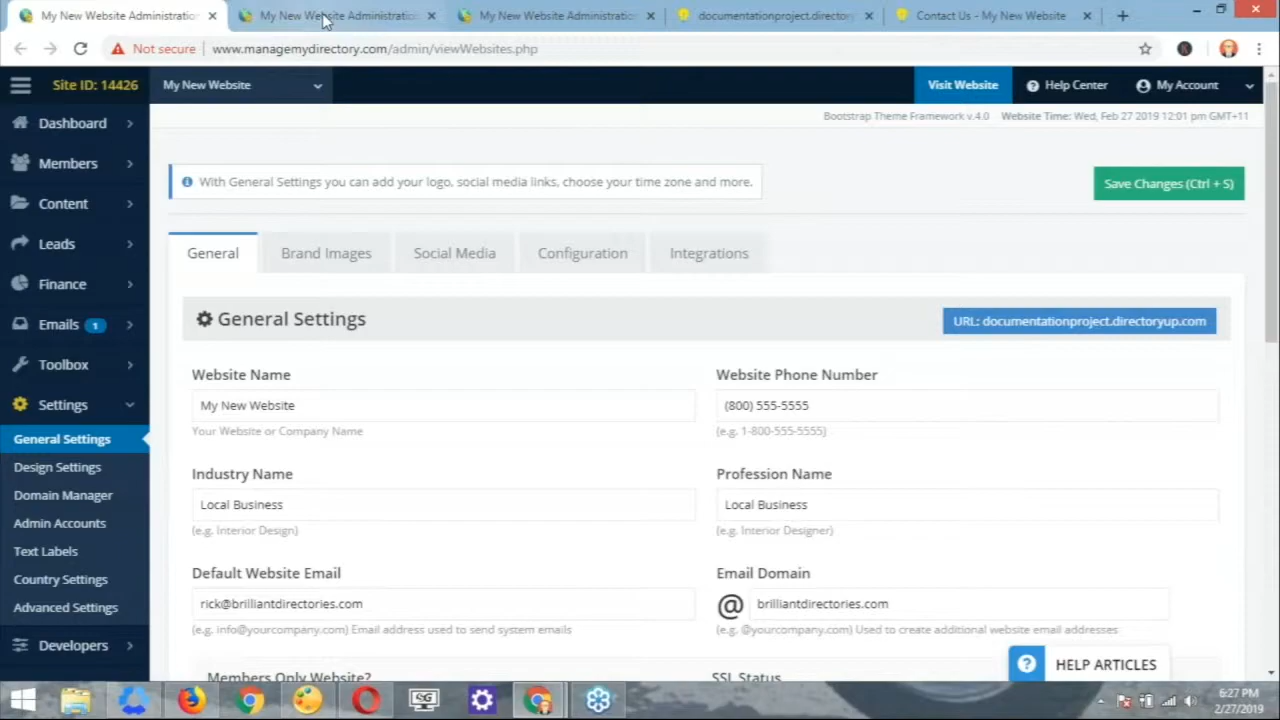 My New Website Administration
My New Website Administration
My New Website Administration
documentationproject.directory
Contact Us - My New Website
Not secure
www.managemydirectory.com/admin/viewWebsites.php
Site ID: 14426
My New Website
Visit Website
Help Center
My Account
Bootstrap Theme Framework v.4.0 Website Time: Wed, Feb 27 2019 12:01 pm GMT+11
Dashboard
Members
Content
Leads
Finance
Emails 1
Toolbox
Settings
General Settings
Design Settings
Domain Manager
Admin Accounts
Text Labels
Country Settings
Advanced Settings
Developers
With General Settings you can add your logo, social media links, choose your time zone and more.
Save Changes (Ctrl + S)
General
Brand Images
Social Media
Configuration
Integrations
General Settings
URL: documentationproject.directoryup.com
Website Name
My New Website
Your Website or Company Name
Website Phone Number
(800) 555-5555
(e.g. 1-800-555-5555)
Industry Name
Local Business
(e.g. Interior Design)
Profession Name
Local Business
(e.g. Interior Designer)
Default Website Email
rick@brilliantdirectories.com
(e.g. info@yourcompany.com) Email address used to send system emails
Email Domain
@ brilliantdirectories.com
(e.g. @yourcompany.com) Used to create additional website email addresses
Members Only Website?
SSL Status
? HELP ARTICLES
SG
6:27 PM
2/27/2019